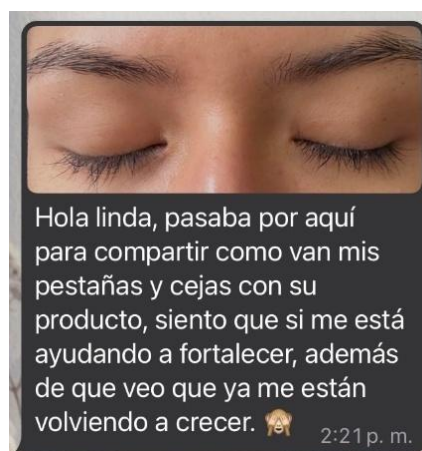 Hola linda, pasaba por aquí
para compartir como van mis
pestañas y cejas con su
producto, siento que si me está
ayudando a fortalecer, además
de que veo que ya me están
volviendo a crecer. 🙈
2:21 p. m.